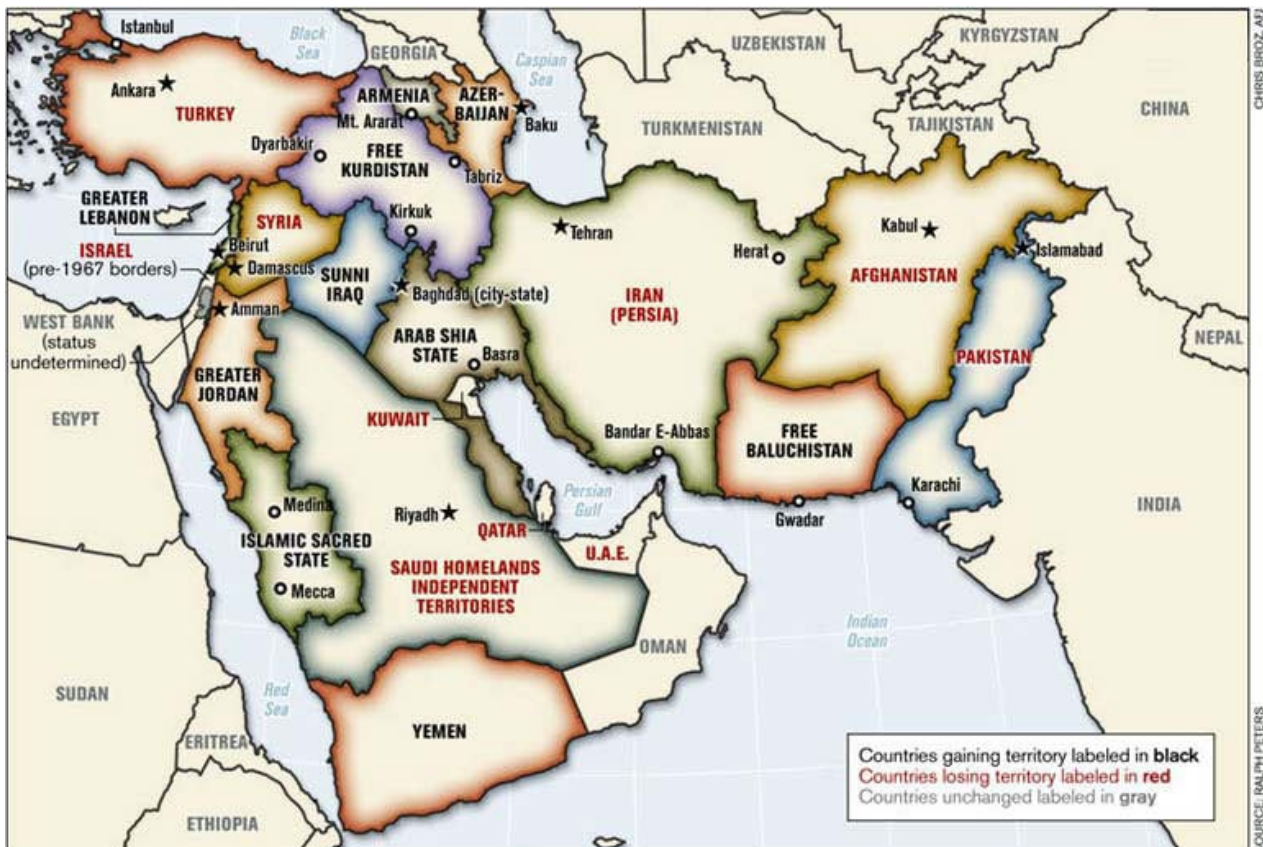 Istanbul
Black
Sea
GEORGIA
Caspian
Sea
UZBEKISTAN
KYRGYZSTAN
CHRIS BROZ, AFJ
Ankara
TURKEY
ARMENIA
Mt. Ararat
AZER-
BAIJAN
Baku
TURKMENISTAN
TAJIKISTAN
CHINA
Dyarbakir
FREE
KURDISTAN
Tabriz
GREATER
LEBANON
SYRIA
Kirkuk
Tehran
Herat
Kabul
Islamabad
ISRAEL
(pre-1967 borders)
Beirut
Damascus
SUNNI
IRAQ
Baghdad (city-state)
IRAN
(PERSIA)
AFGHANISTAN
WEST BANK
(status
undetermined)
Amman
ARAB SHIA
STATE
Basra
PAKISTAN
NEPAL
GREATER
JORDAN
EGYPT
KUWAIT
Bandar E-Abbas
FREE
BALUCHISTAN
Karachi
Gwadar
INDIA
Medina
ISLAMIC SACRED
STATE
Mecca
Riyadh
Persian
Gulf
QATAR
U.A.E.
SAUDI HOMELANDS
INDEPENDENT
TERRITORIES
OMAN
Indian
Ocean
SUDAN
Red
Sea
ERITREA
YEMEN
ETHIOPIA
Countries gaining territory labeled in black
Countries losing territory labeled in red
Countries unchanged labeled in gray
SOURCE: RALPH PETERS